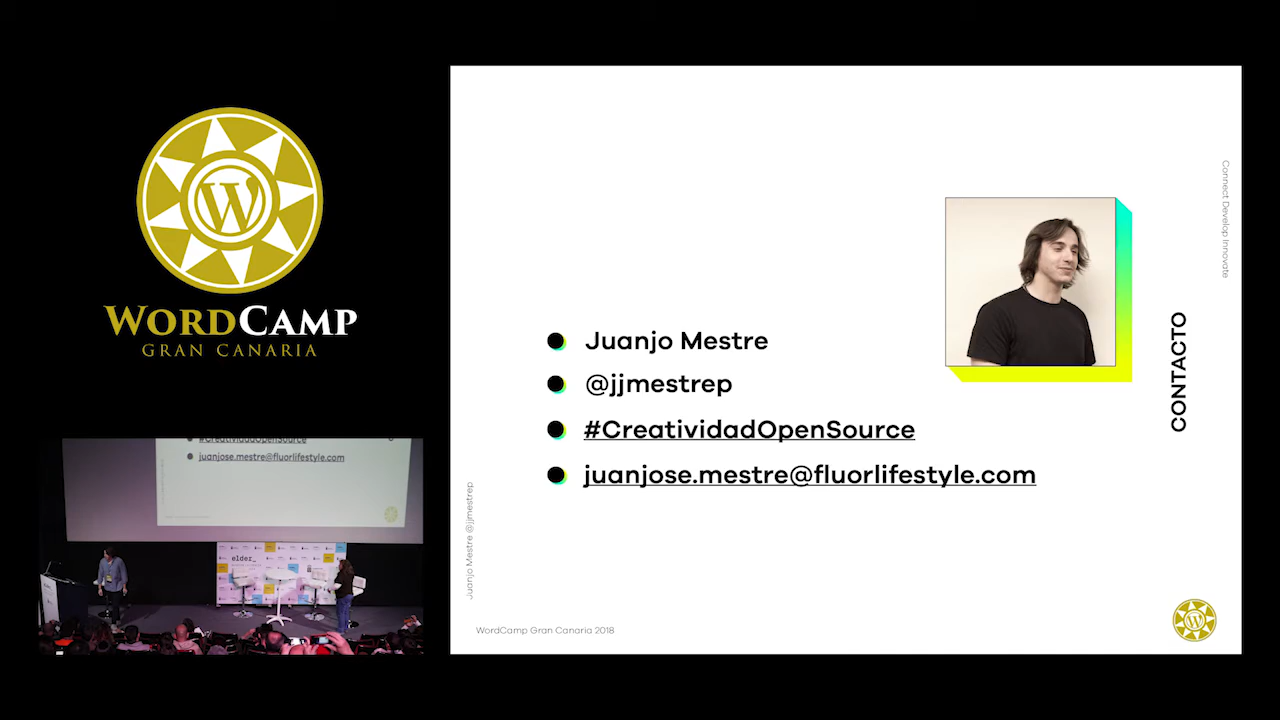 WORDCAMP
GRAN CANARIA
#CreatividadOpenSource
juanjose.mestre@fluorlifestyle.com
elder_
Connect Develop Innovate
CONTACTO
Juanjo Mestre
@jjmestrep
#CreatividadOpenSource
juanjose.mestre@fluorlifestyle.com
Juanjo Mestre @jjmestrep
WordCamp Gran Canaria 2018